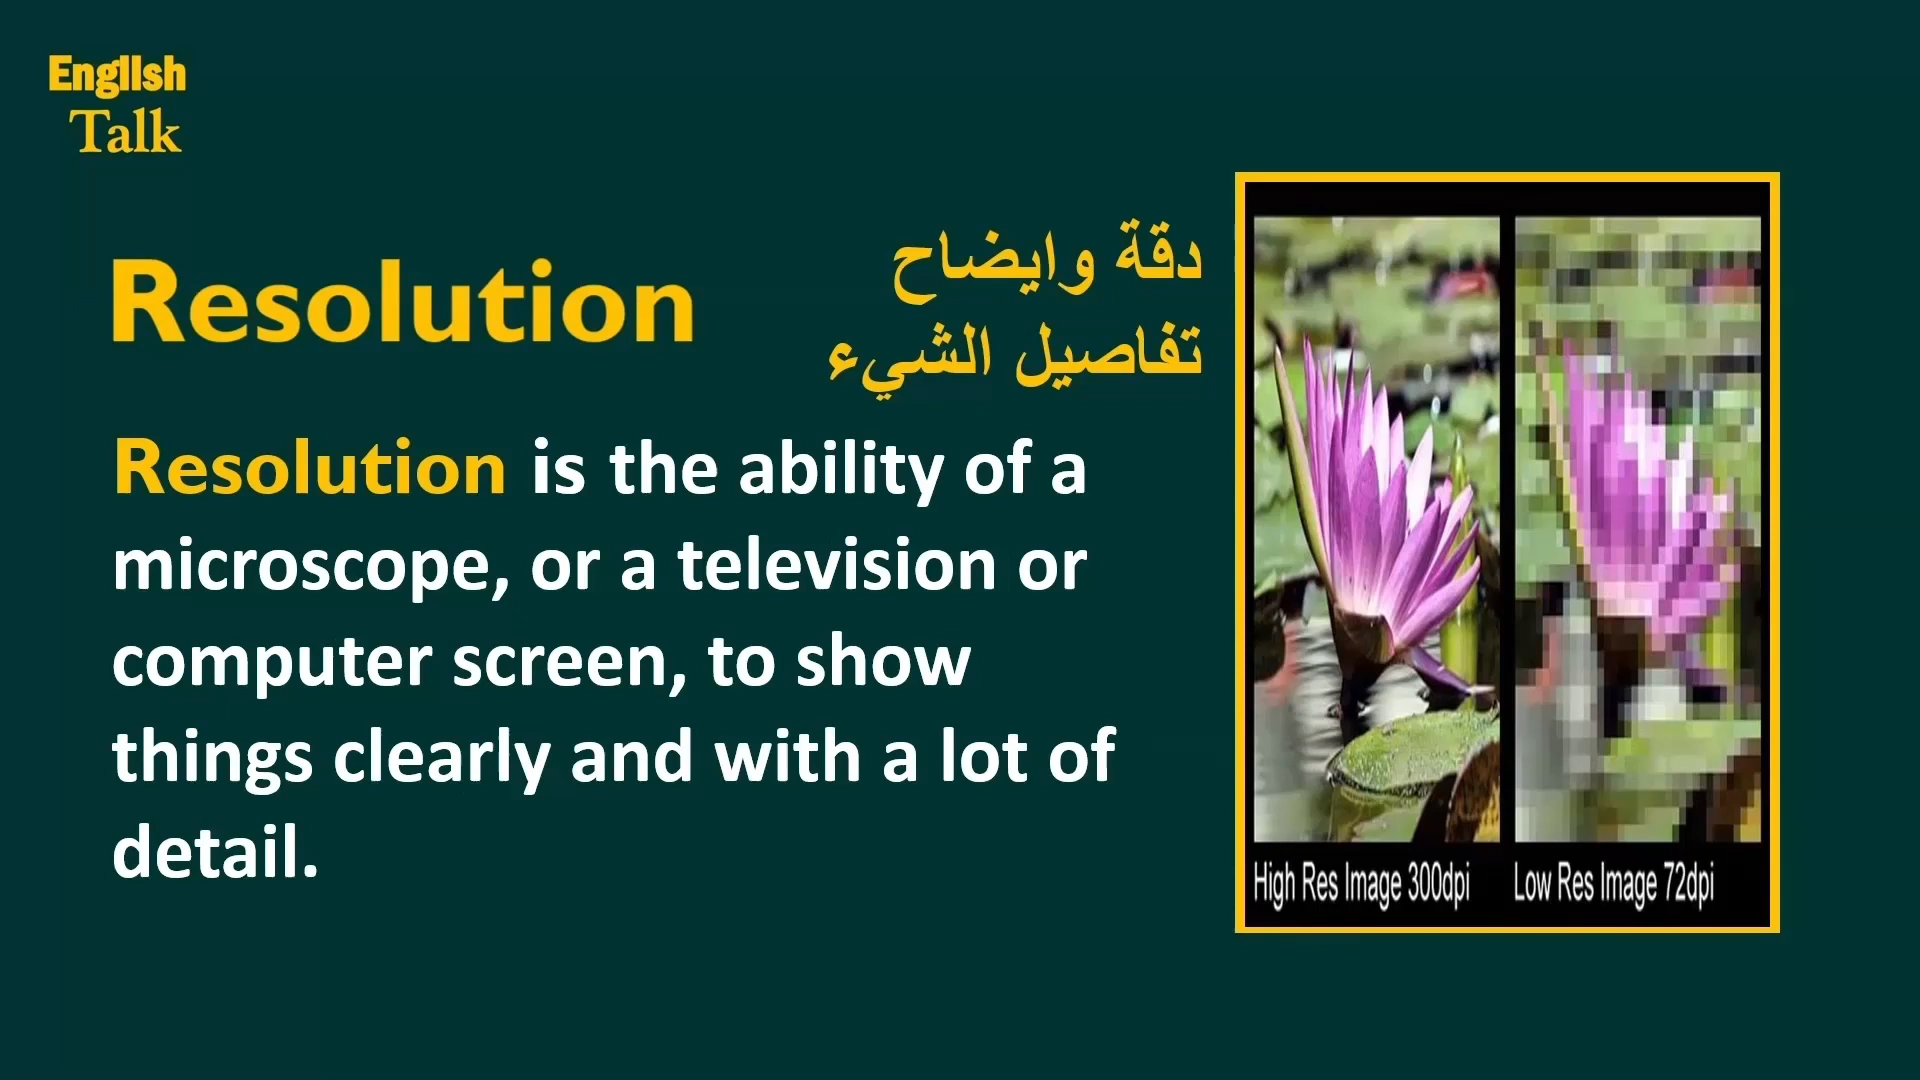 English
Talk
Resolution
دقة وايضاح
تفاصيل الشيء
Resolution is the ability of a
microscope, or a television or
computer screen, to show
things clearly and with a lot of
detail.
High Res Image 300dpi
Low Res Image 72dpi